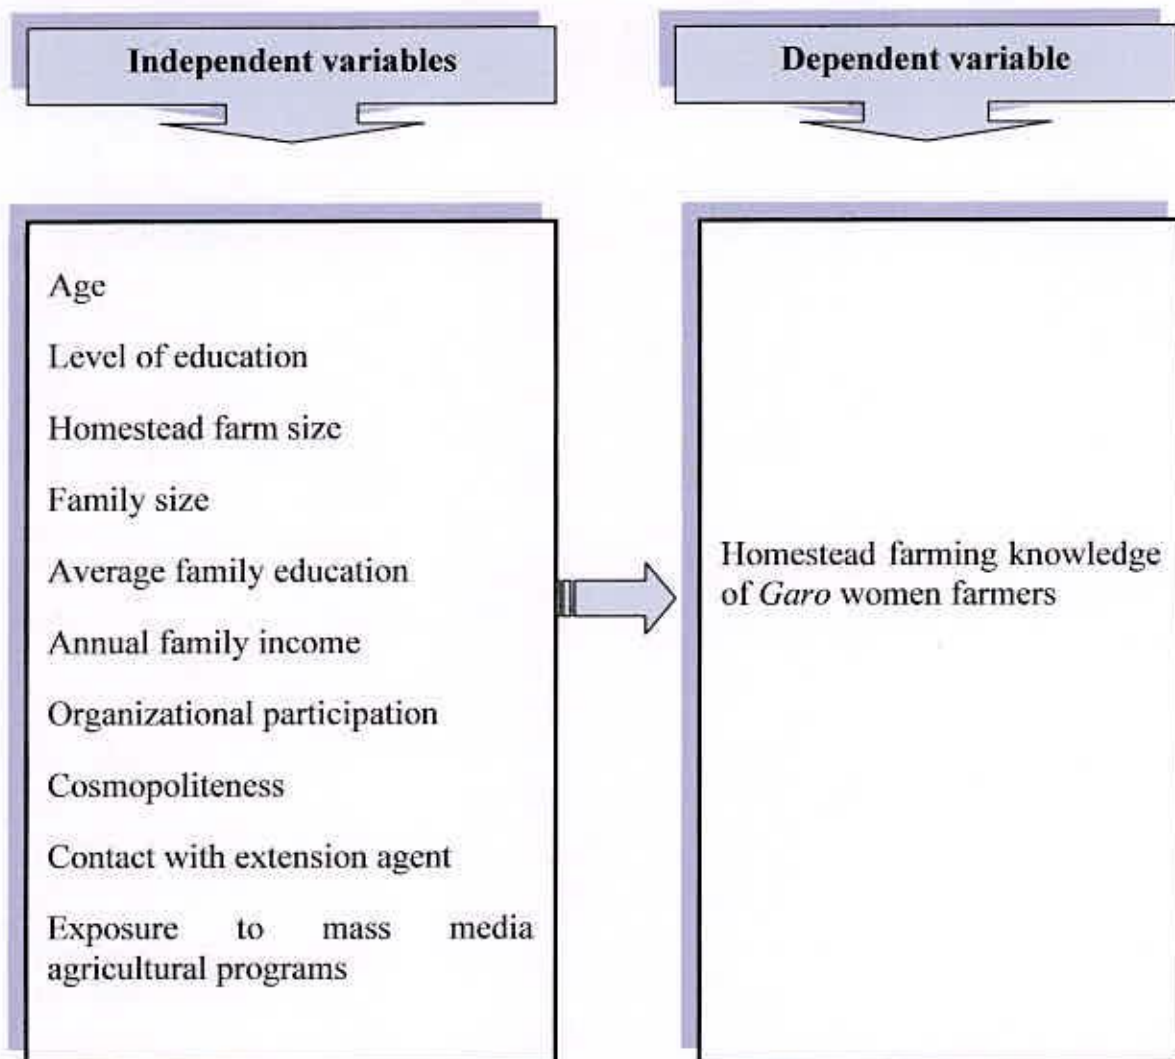 Independent variables
Dependent variable
Age
Level of education
Homestead farm size
Family size
Average family education
Annual family income
Organizational participation
Cosmopoliteness
Contact with extension agent
Exposure to mass media
agricultural programs
Homestead farming knowledge
of Garo women farmers